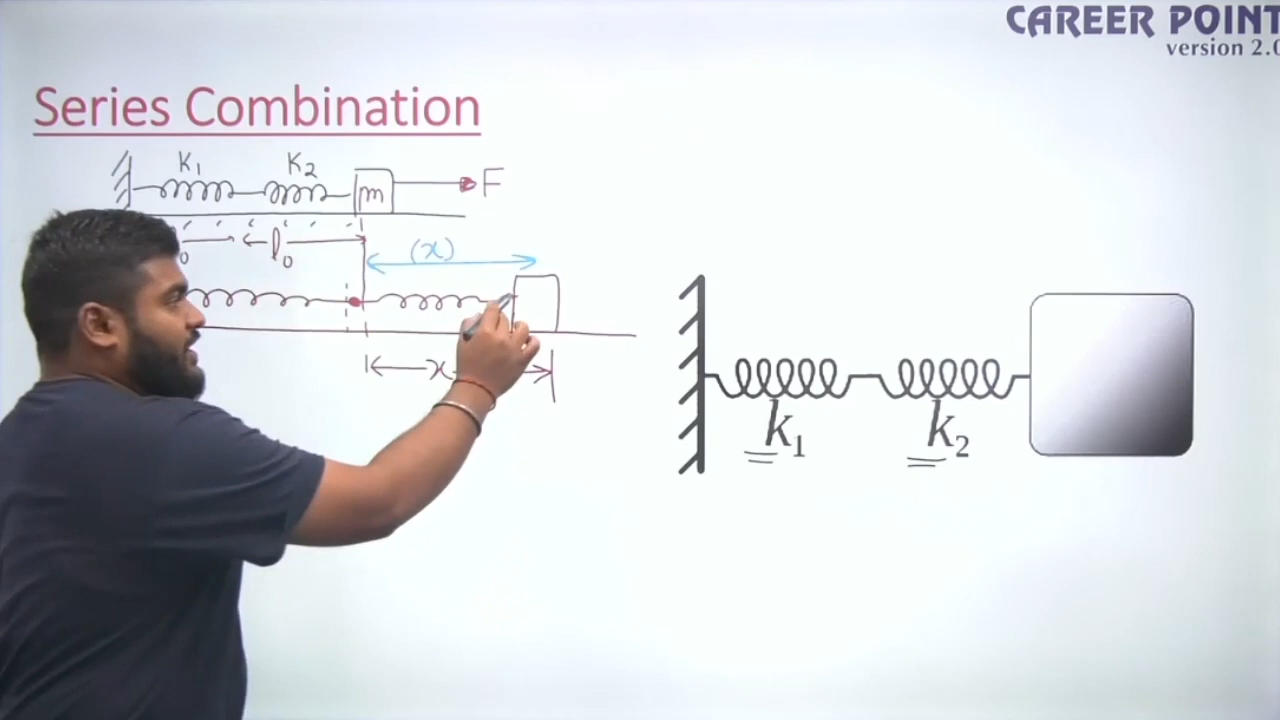 CAREER POINT
version 2.0
Series Combination
K₁ K₂
m F
l₀
(x)
x
k₁ k₂